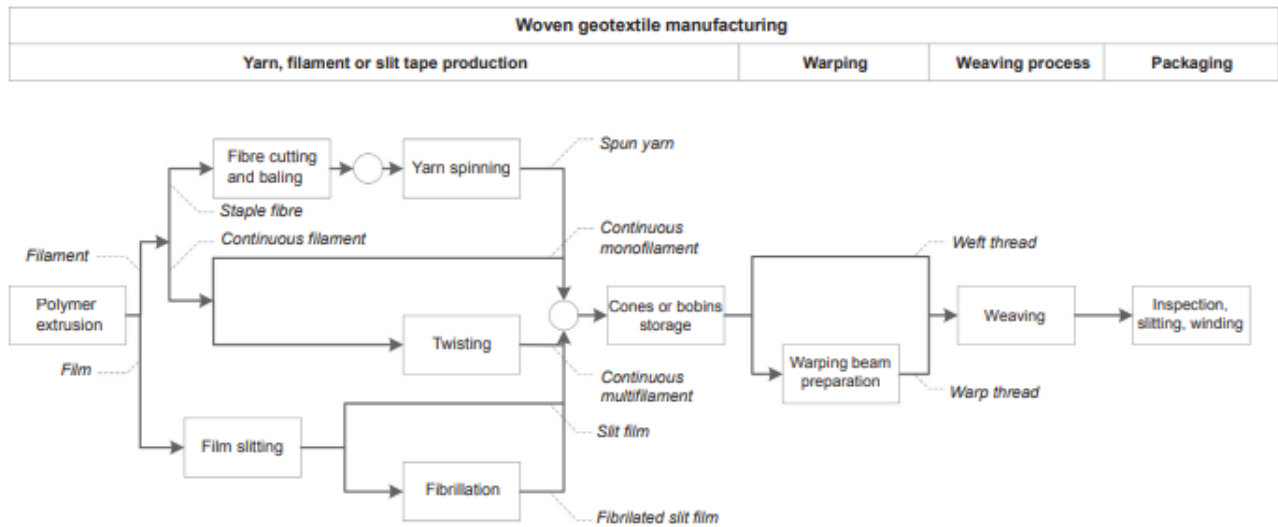 Woven geotextile manufacturing
Yarn, filament or slit tape production
Warping
Weaving process
Packaging
Fibre cutting
and baling
Yarn spinning
Spun yarn
Staple fibre
Continuous filament
Continuous
monofilament
Weft thread
Filament
Polymer
extrusion
Cones or bobins
storage
Weaving
Inspection,
slitting, winding
Twisting
Film
Warping beam
preparation
Continuous
multifilament
Warp thread
Slit film
Film slitting
Fibrillation
Fibrilated slit film